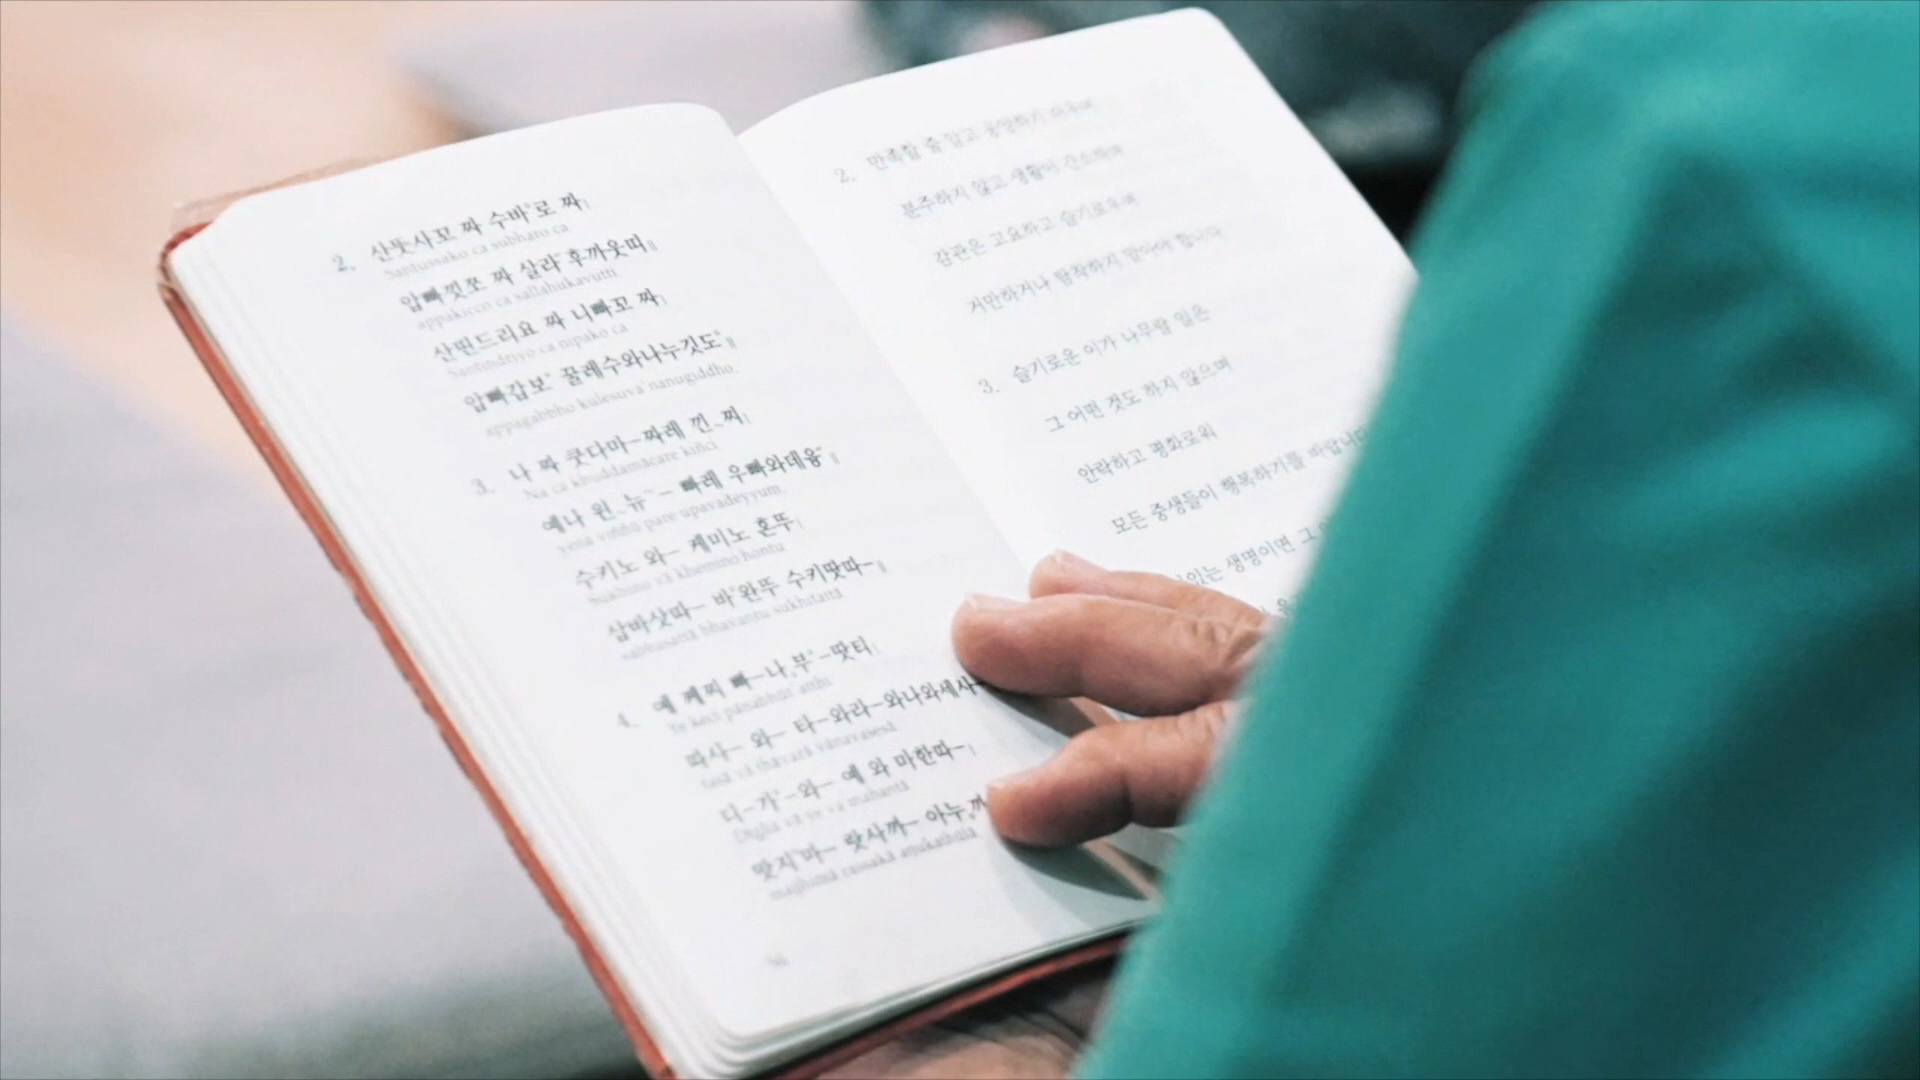 2. 산뚯사꼬 짜 수바°로 짜|
Santussako ca subharo ca
압빠낏쪼 짜 살라~후까웃띠||
appakicco ca sallahukavutti
산띤드리요 짜 니빠꼬 짜|
Santindriyo ca nipako ca
압빠갑보° 꿀레수와나누깃도°||
appagabbho kulesuva'nanugiddho.
3. 나 짜 쿳다마-짜레 낀~찌|
Na ca khuddamācare kiñci
예나 윈~뉴~- 빠레 우빠와데융~||
yena viññū pare upavadeyyum
수키노 와- 케미노 혼뚜|
Sukhino vā khemino hontu
삽바삿따- 바°완뚜 수키땃따-||
sabbasattā bhavantu sukhitattā
4. 예 께찌 빠-나부°-땃티|
Ye keci pāṇabhūt'atthi
따사- 와- 타-와라-와나와세사-
tasā vā thāvarā vanavasesā
디-가°-와- 예 와 마한따-|
Dīghā vā ye va mahantā
맛지°마- 랏사까- 아누
majjhimā rassakā aṇukathūlā
2. 만족할 줄 알고 공양하기 쉬우며
분주하지 않고 생활이 간소하며
감관은 고요하고 슬기로우며
거만하거나 탐착하지 말아야 합니다
3. 슬기로운 이가 나무랄 일은
그 어떤 것도 하지 않으며
안락하고 평화로워
모든 중생들이 행복하기를 바랍니다
있는 생명이면 그